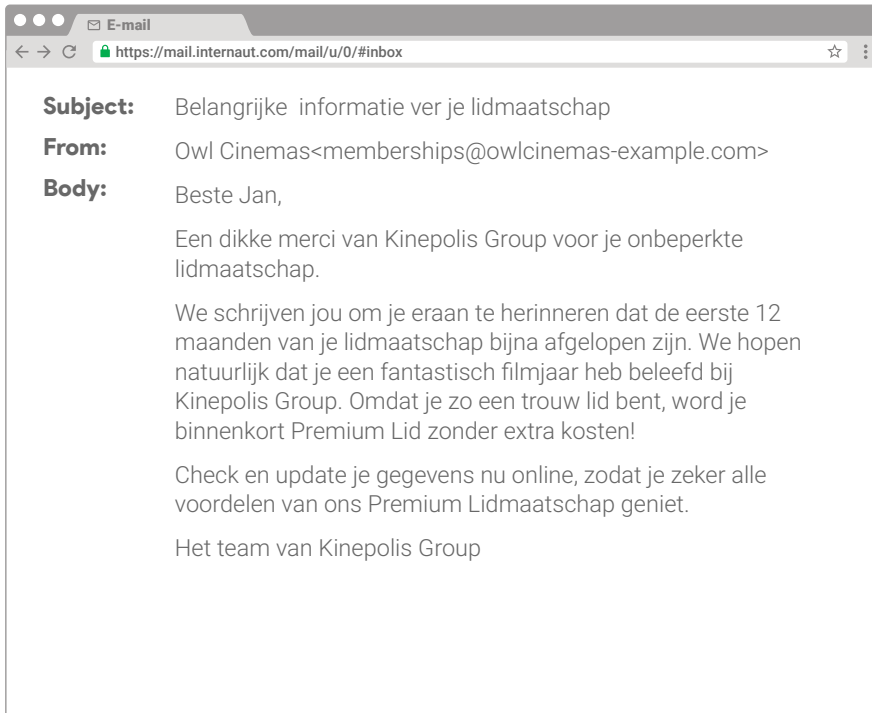 E-mail
https://mail.internaut.com/mail/u/0/#inbox
Subject: Belangrijke  informatie ver je lidmaatschap
From: Owl Cinemas<memberships@owlcinemas-example.com>
Body: Beste Jan,
Een dikke merci van Kinepolis Group voor je onbeperkte
lidmaatschap.
We schrijven jou om je eraan te herinneren dat de eerste 12
maanden van je lidmaatschap bijna afgelopen zijn. We hopen
natuurlijk dat je een fantastisch filmjaar heb beleefd bij
Kinepolis Group. Omdat je zo een trouw lid bent, word je
binnenkort Premium Lid zonder extra kosten!
Check en update je gegevens nu online, zodat je zeker alle
voordelen van ons Premium Lidmaatschap geniet.
Het team van Kinepolis Group